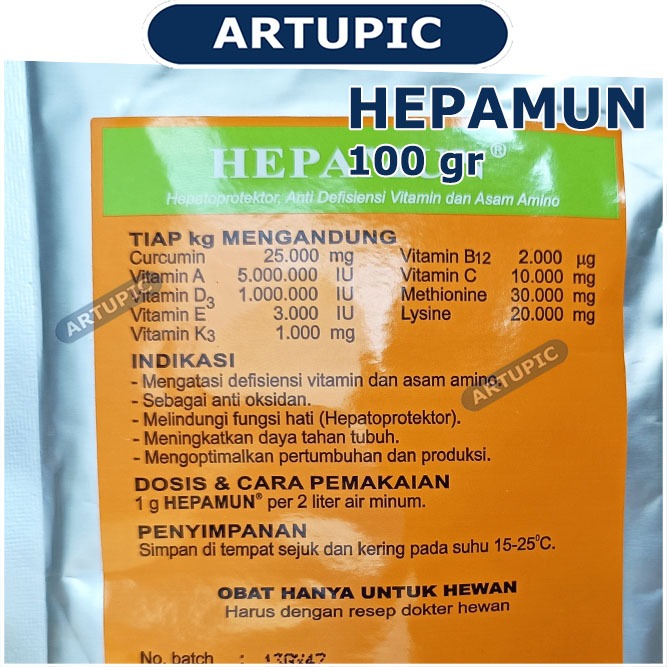 ARTUPIC
HEPAMUN
100 gr
HEPAMUN®
Hepatoprotektor, Anti Defisiensi Vitamin dan Asam Amino
TIAP kg MENGANDUNG
Curcumin 25.000 mg
Vitamin A 5.000.000 IU
Vitamin D3 1.000.000 IU
Vitamin E 3.000 IU
Vitamin K3 1.000 mg
Vitamin B12 2.000 µg
Vitamin C 10.000 mg
Methionine 30.000 mg
Lysine 20.000 mg
ARTUPIC
ARTUPIC
INDIKASI
- Mengatasi defisiensi vitamin dan asam amino.
- Sebagai anti oksidan.
- Melindungi fungsi hati (Hepatoprotektor).
- Meningkatkan daya tahan tubuh.
- Mengoptimalkan pertumbuhan dan produksi.
DOSIS & CARA PEMAKAIAN
1 g HEPAMUN® per 2 liter air minum.
PENYIMPANAN
Simpan di tempat sejuk dan kering pada suhu 15-25°C.
OBAT HANYA UNTUK HEWAN
Harus dengan resep dokter hewan
No. batch :